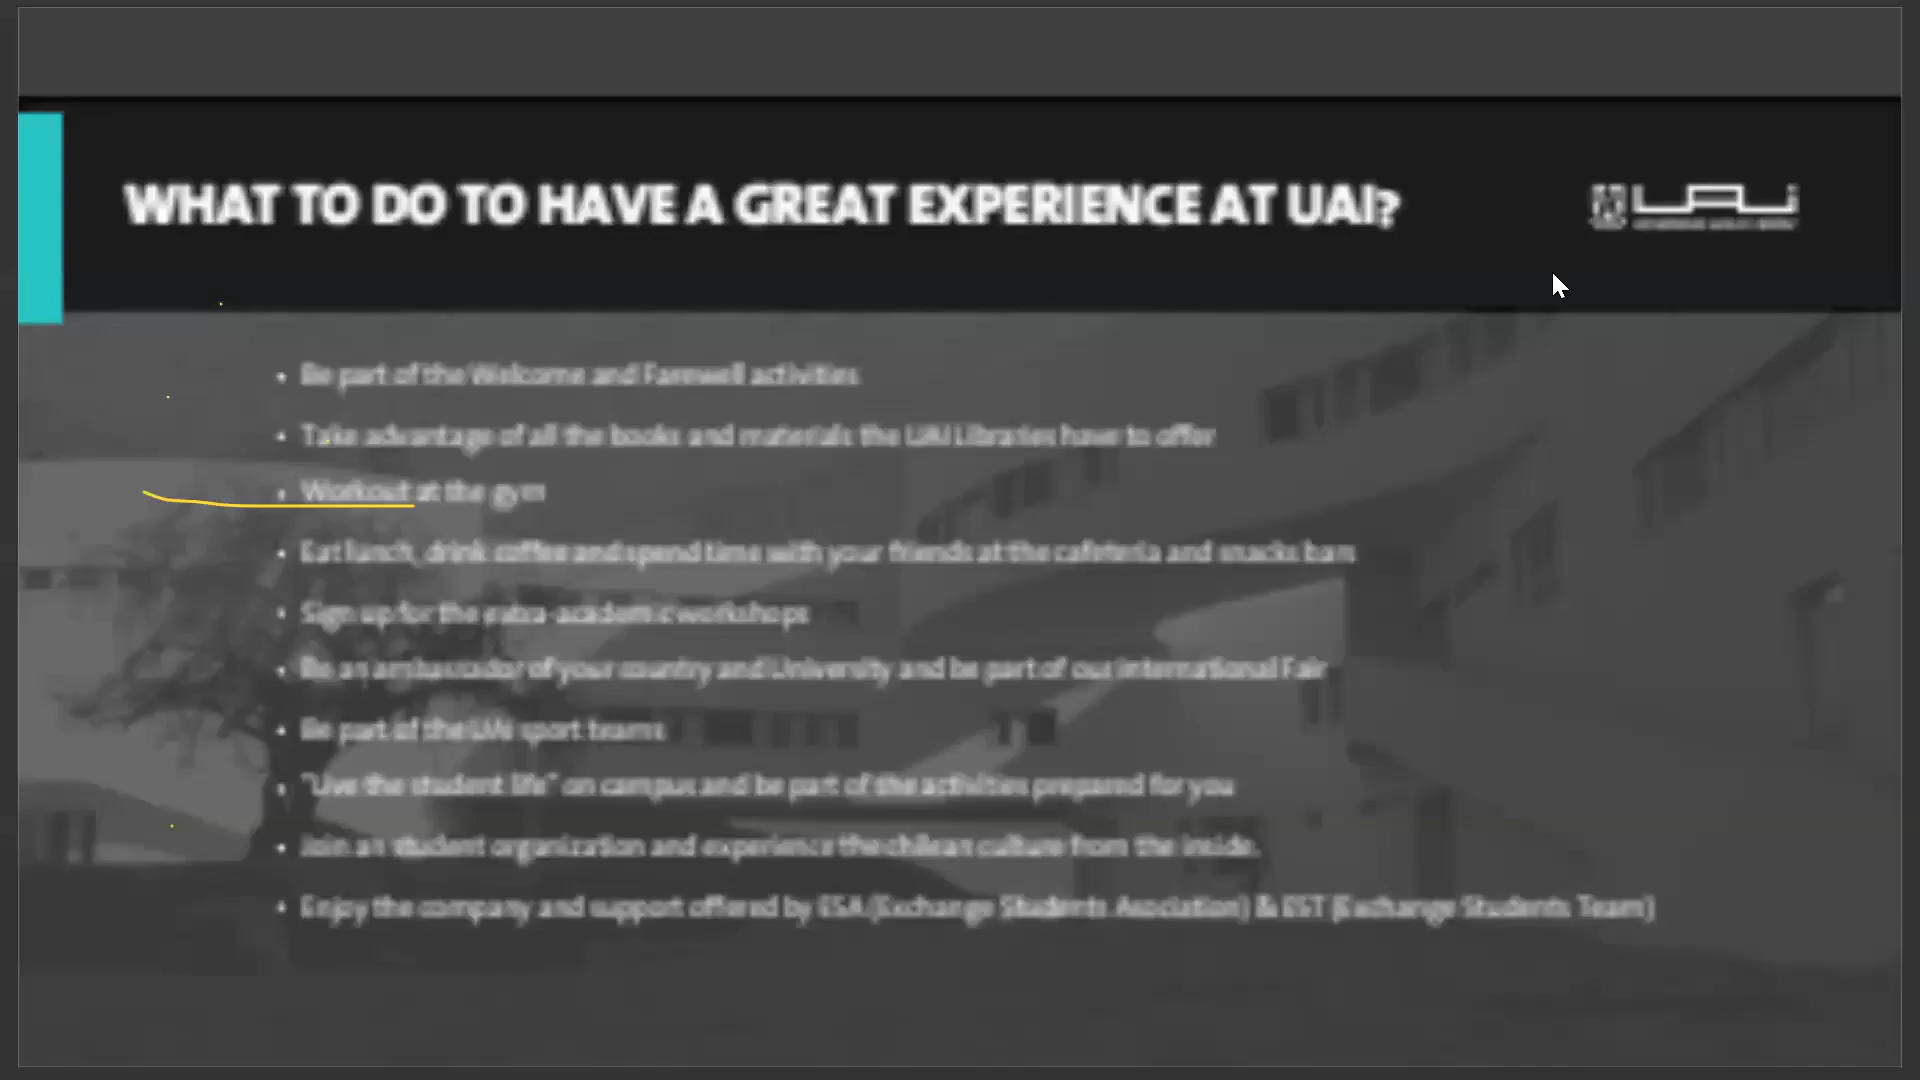 WHAT TO DO TO HAVE A GREAT EXPERIENCE AT UAI?
UAI
• Be part of the Welcome and Farewell activities
• Take advantage of all the books and materials the UAI Libraries have to offer
• Workout at the gym
• Eat lunch, drink coffee and spend time with your friends at the cafeteria and snacks bars
• Sign up for the extra-academic workshops
• Be an ambassador of your country and University and be part of our International Fair
• Be part of the UAIs sport teams
• "Live the student life" on campus and be part of the activities prepared for you
• Join an student organization and experience the chilean culture from the inside.
• Enjoy the company and support offered by ESA (Exchange Students Asociation) & EST (Exchange Students Team)